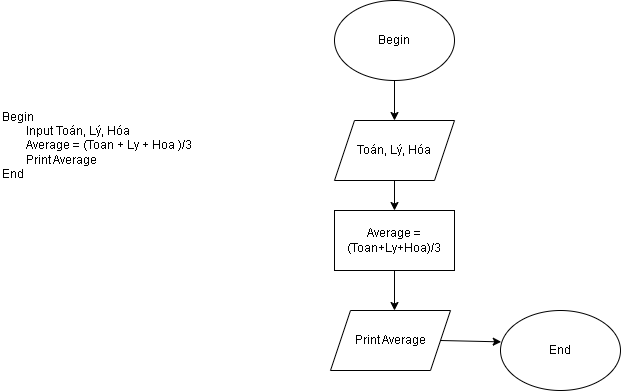 Begin
Input Toán, Lý, Hóa
Average = (Toan + Ly + Hoa )/3
Print Average
End
Begin
Toán, Lý, Hóa
Average =
(Toan+Ly+Hoa)/3
Print Average
End